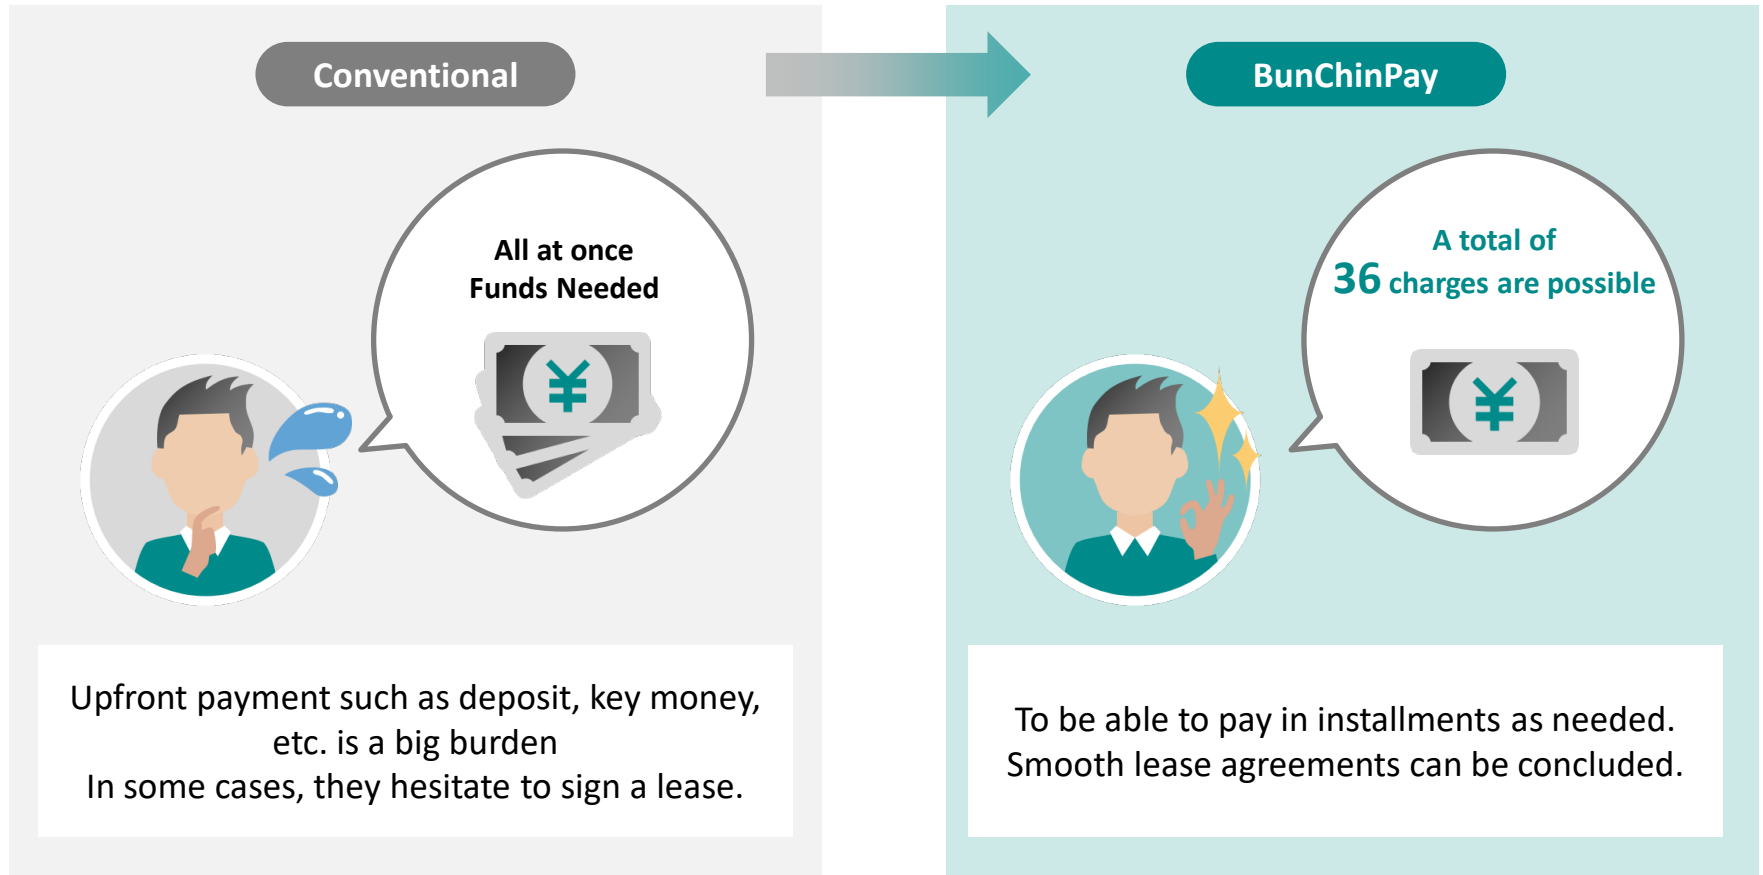 Conventional
All at once
Funds Needed
¥
Upfront payment such as deposit, key money,
etc. is a big burden
In some cases, they hesitate to sign a lease.
BunChinPay
A total of
36 charges are possible
¥
To be able to pay in installments as needed.
Smooth lease agreements can be concluded.